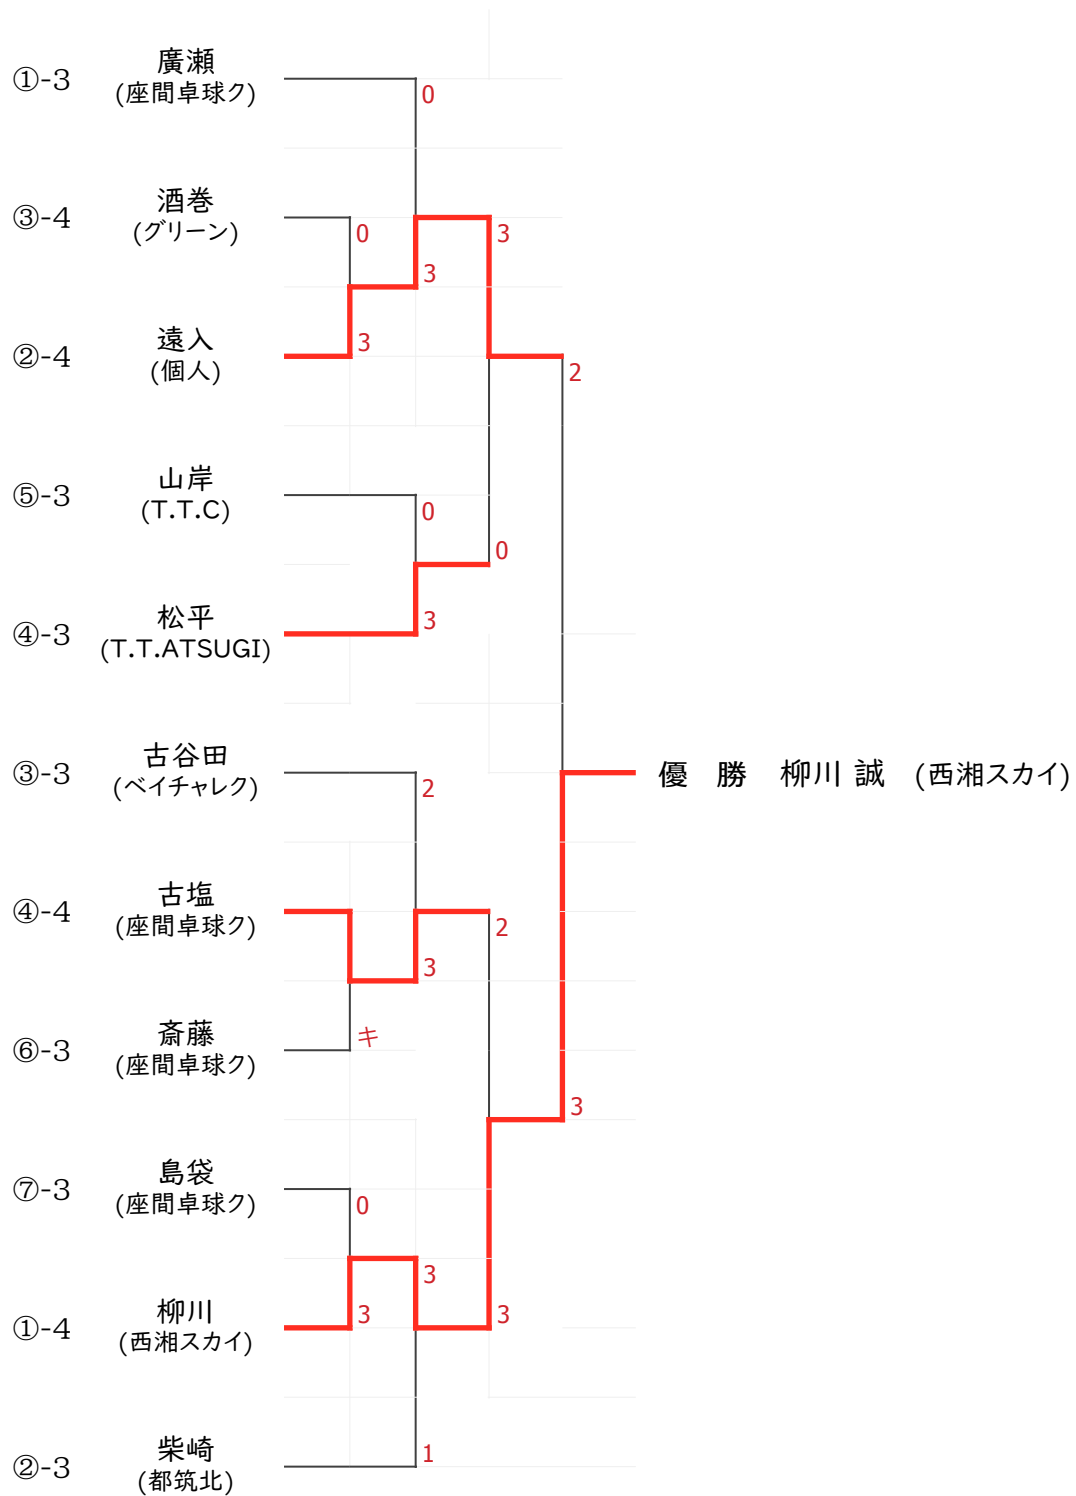 ①-3 廣瀬
(座間卓球ク)
0
③-4 酒巻
(グリーン)
0
3
3
②-4 遠入
(個人)
3
2
⑤-3 山岸
(T.T.C)
0
0
④-3 松平
(T.T.ATSUGI)
3
③-3 古谷田
(ベイチャレク)
2
優 勝 柳川 誠 (西湘スカイ)
④-4 古塩
(座間卓球ク)
2
3
⑥-3 斎藤
(座間卓球ク)
キ
3
⑦-3 島袋
(座間卓球ク)
0
3
①-4 柳川
(西湘スカイ)
3
3
②-3 柴崎
(都筑北)
1